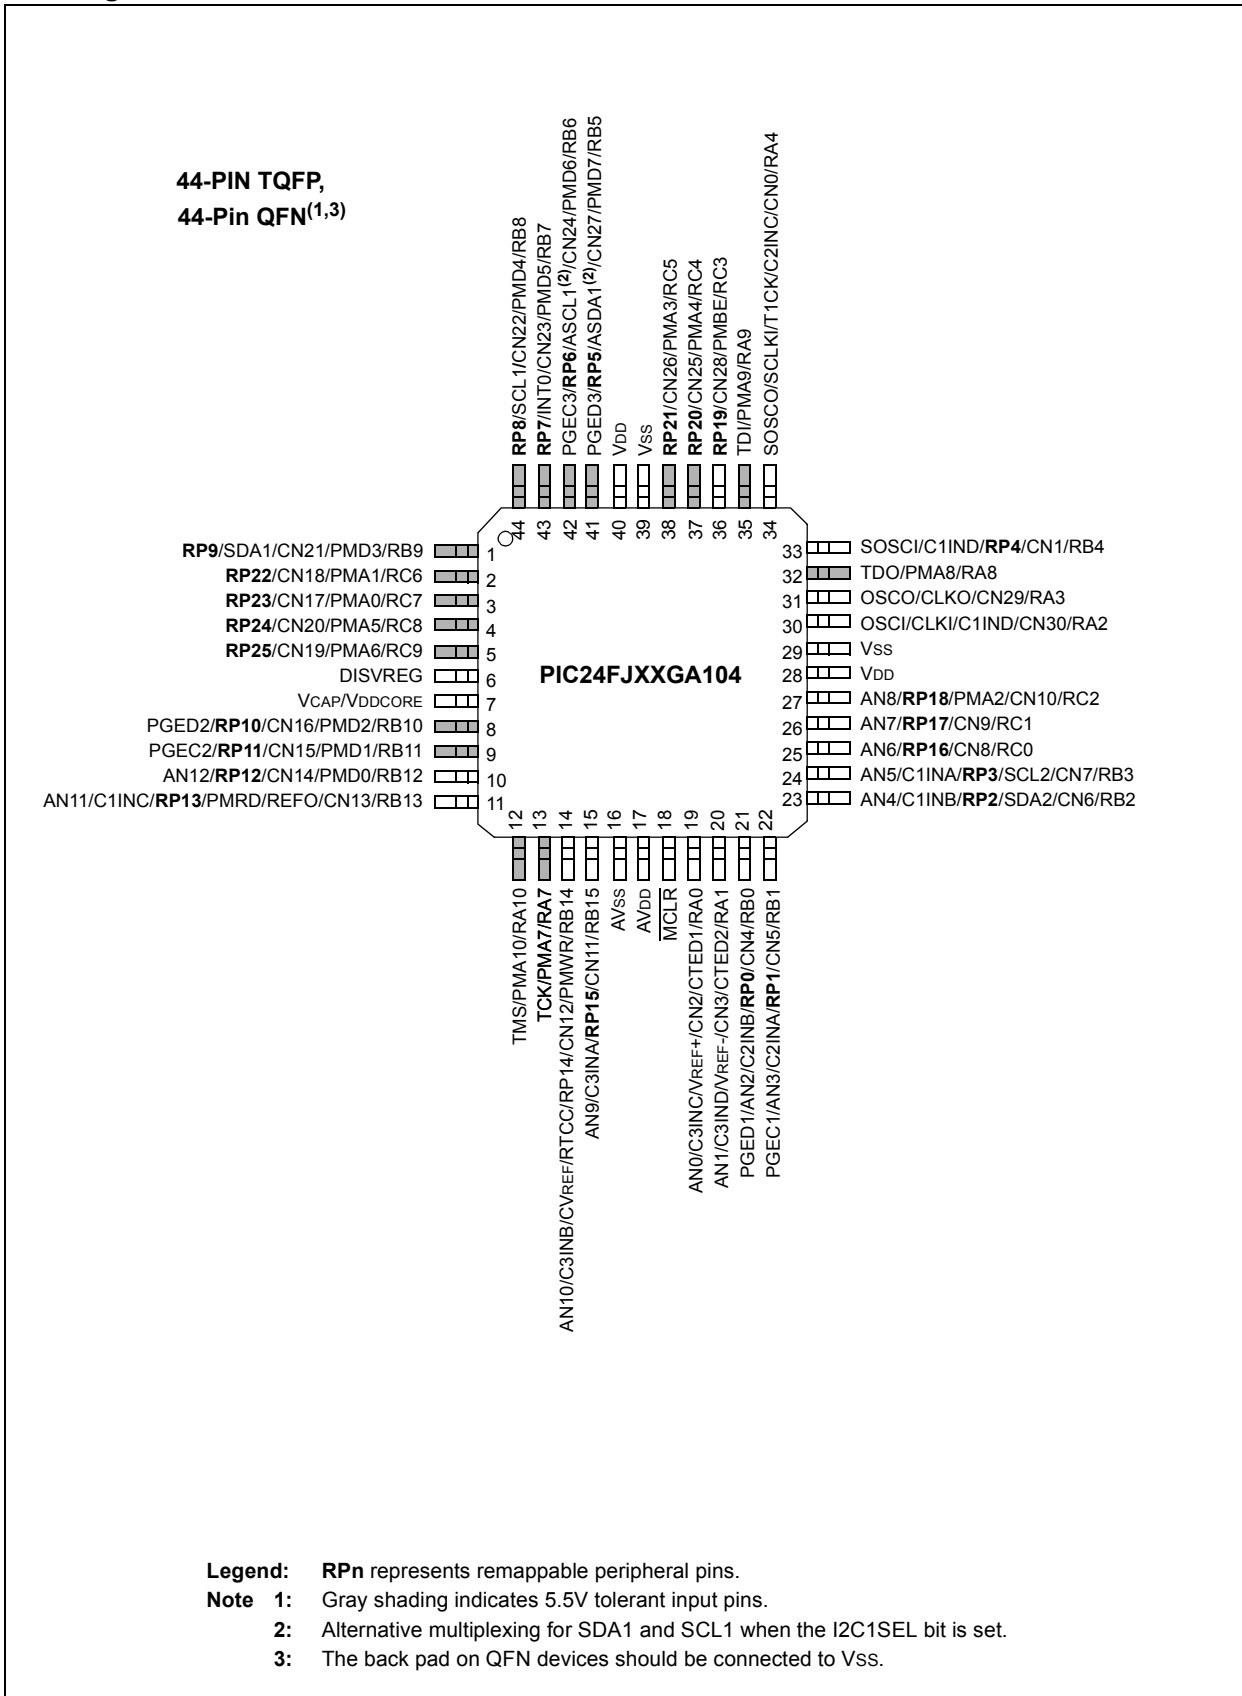 44-PIN TQFP,
44-Pin QFN(1,3)
RP8/SCL1/CN22/PMD4/RB8
RP7/INT0/CN23/PMD5/RB7
PGEC3/RP6/ASCL1(2)/CN24/PMD6/RB6
PGED3/RP5/ASDA1(2)/CN27/PMD7/RB5
VDD
VSS
RP21/CN26/PMA3/RC5
RP20/CN25/PMA4/RC4
RP19/CN28/PMBE/RC3
TDI/PMA9/RA9
SOSCO/SCLKI/T1CK/C2INC/CN0/RA4
44 43 42 41 40 39 38 37 36 35 34
RP9/SDA1/CN21/PMD3/RB9 1
RP22/CN18/PMA1/RC6 2
RP23/CN17/PMA0/RC7 3
RP24/CN20/PMA5/RC8 4
RP25/CN19/PMA6/RC9 5
DISVREG 6
VCAP/VDDCORE 7
PGED2/RP10/CN16/PMD2/RB10 8
PGEC2/RP11/CN15/PMD1/RB11 9
AN12/RP12/CN14/PMD0/RB12 10
AN11/C1INC/RP13/PMRD/REFO/CN13/RB13 11
PIC24FJXXGA104
33 SOSCI/C1IND/RP4/CN1/RB4
32 TDO/PMA8/RA8
31 OSCO/CLKO/CN29/RA3
30 OSCI/CLKI/C1IND/CN30/RA2
29 VSS
28 VDD
27 AN8/RP18/PMA2/CN10/RC2
26 AN7/RP17/CN9/RC1
25 AN6/RP16/CN8/RC0
24 AN5/C1INA/RP3/SCL2/CN7/RB3
23 AN4/C1INB/RP2/SDA2/CN6/RB2
12 13 14 15 16 17 18 19 20 21 22
TMS/PMA10/RA10
TCK/PMA7/RA7
AN10/C3INB/CVREF/RTCC/RP14/CN12/PMWR/RB14
AN9/C3INA/RP15/CN11/RB15
AVSS
AVDD
MCLR
AN0/C3INC/VREF+/CN2/CTED1/RA0
AN1/C3IND/VREF-/CN3/CTED2/RA1
PGED1/AN2/C2INB/RP0/CN4/RB0
PGEC1/AN3/C2INA/RP1/CN5/RB1
Legend: RPn represents remappable peripheral pins.
Note 1: Gray shading indicates 5.5V tolerant input pins.
2: Alternative multiplexing for SDA1 and SCL1 when the I2C1SEL bit is set.
3: The back pad on QFN devices should be connected to VSS.